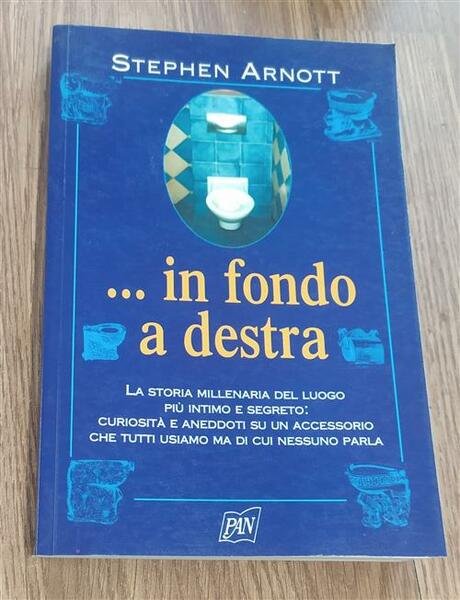 STEPHEN ARNOTT
... in fondo
a destra
LA STORIA MILLENARIA DEL LUOGO
PIÙ INTIMO E SEGRETO:
CURIOSITÀ E ANEDDOTI SU UN ACCESSORIO
CHE TUTTI USIAMO MA DI CUI NESSUNO PARLA
PAN